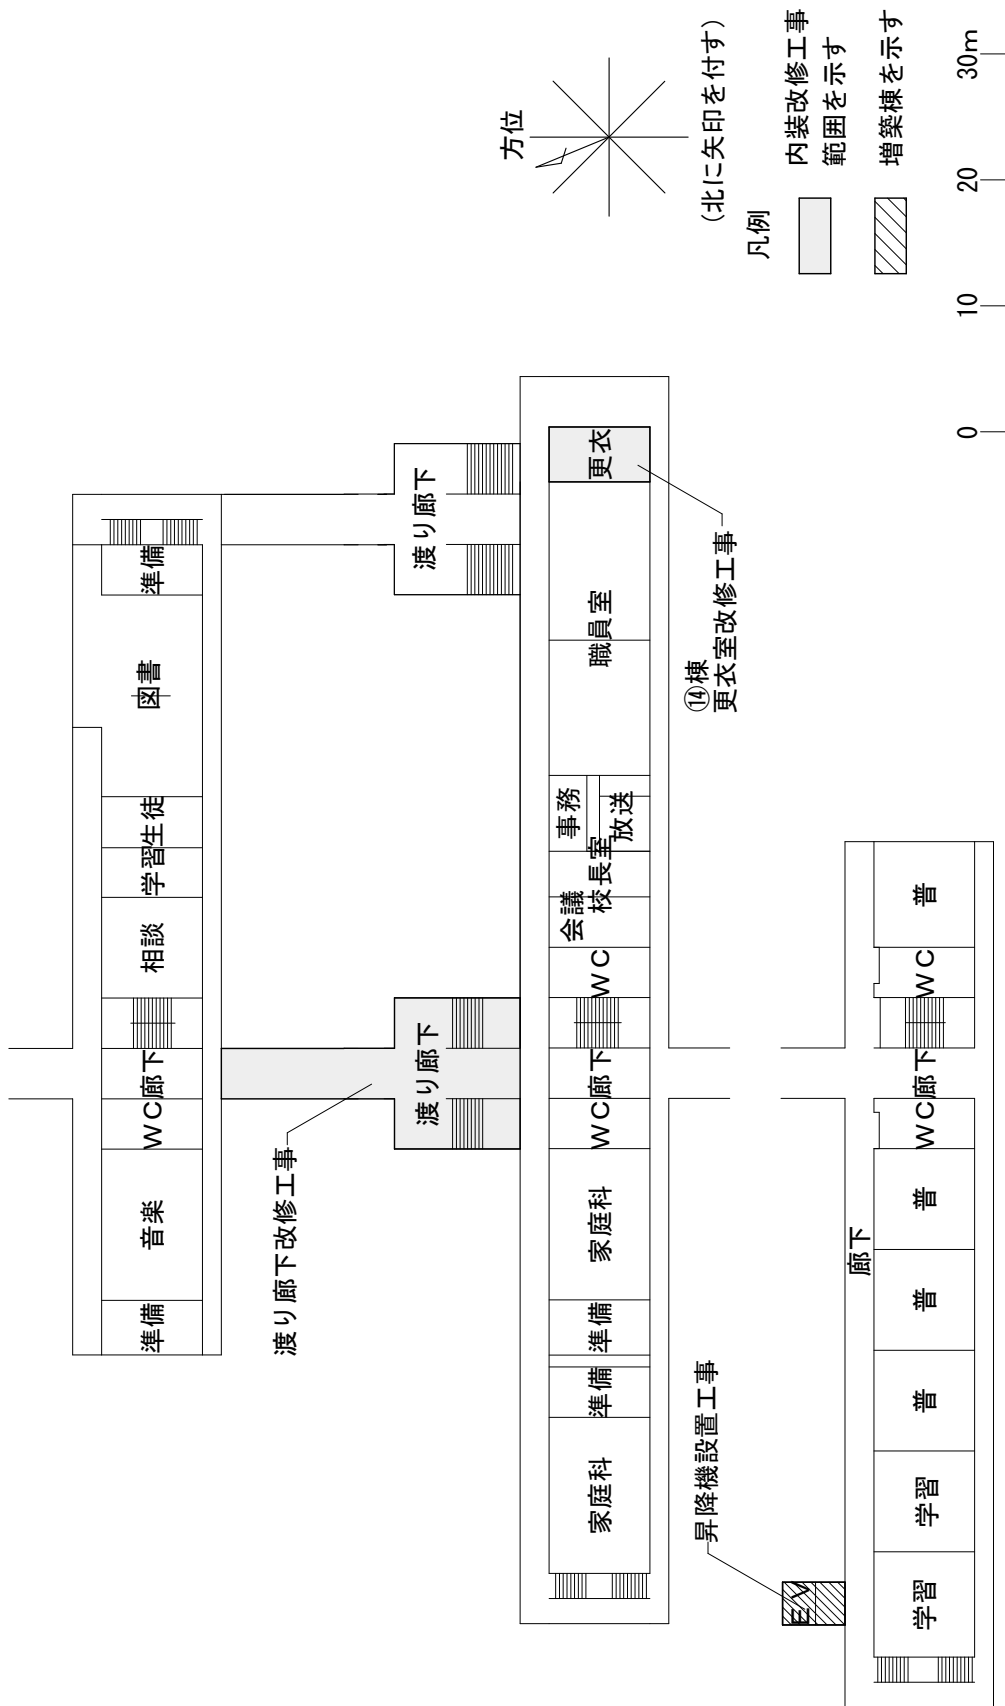 方位
(北に矢印を付す)
凡例
内装改修工事
範囲を示す
増築棟を示す
0
10
20
30m
準備
音楽
WC
廊下
相談
学習
生徒
図書
準備
渡り廊下改修工事
渡り廊下
渡り廊下
家庭科
準備
準備
家庭科
WC
廊下
WC
会議
校長室
事務
放送
職員室
更衣
⑭棟
更衣室改修工事
昇降機設置工事
EV
廊下
学習
学習
普
普
普
WC
廊下
WC
普